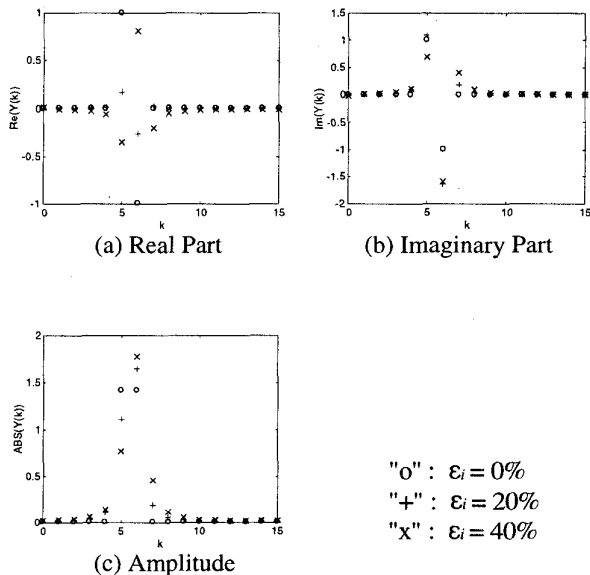 1
0.5
0
-0.5
-1
Re(Y(k))
0 5 10 15
k
(a) Real Part
1.5
1
0.5
0
-0.5
-1
-1.5
-2
Im(Y(k))
0 5 10 15
k
(b) Imaginary Part
2
1.5
1
0.5
0
ABS(Y(k))
0 5 10 15
k
(c) Amplitude
"o" : εi = 0%
"+" : εi = 20%
"x" : εi = 40%